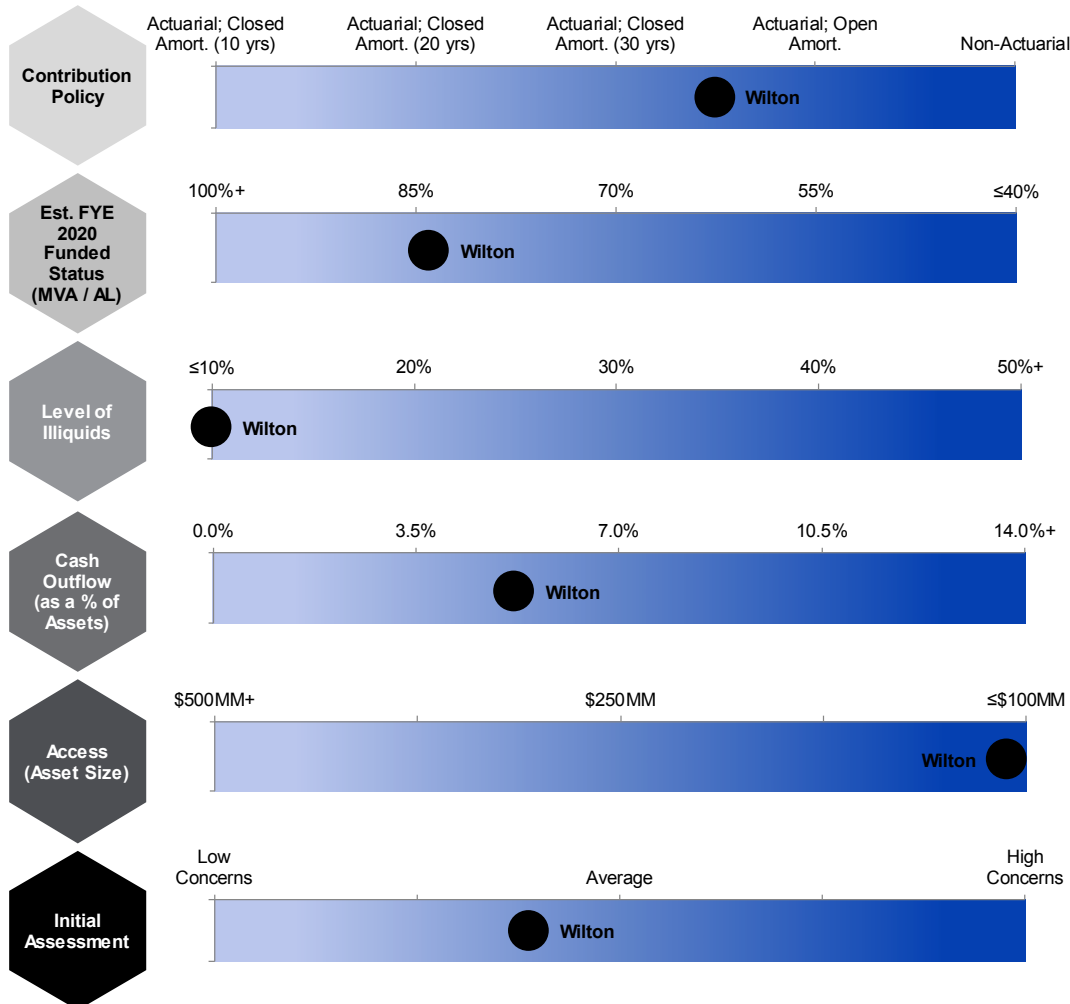 Contribution
Policy
Actuarial; Closed
Amort. (10 yrs)
Actuarial; Closed
Amort. (20 yrs)
Actuarial; Closed
Amort. (30 yrs)
Actuarial; Open
Amort.
Non-Actuarial
Wilton
Est. FYE
2020
Funded
Status
(MVA / AL)
100%+
85%
70%
55%
≤40%
Wilton
Level of
Illiquids
≤10%
20%
30%
40%
50%+
Wilton
Cash
Outflow
(as a % of
Assets)
0.0%
3.5%
7.0%
10.5%
14.0%+
Wilton
Access
(Asset Size)
$500MM+
$250MM
≤$100MM
Wilton
Initial
Assessment
Low
Concerns
Average
High
Concerns
Wilton